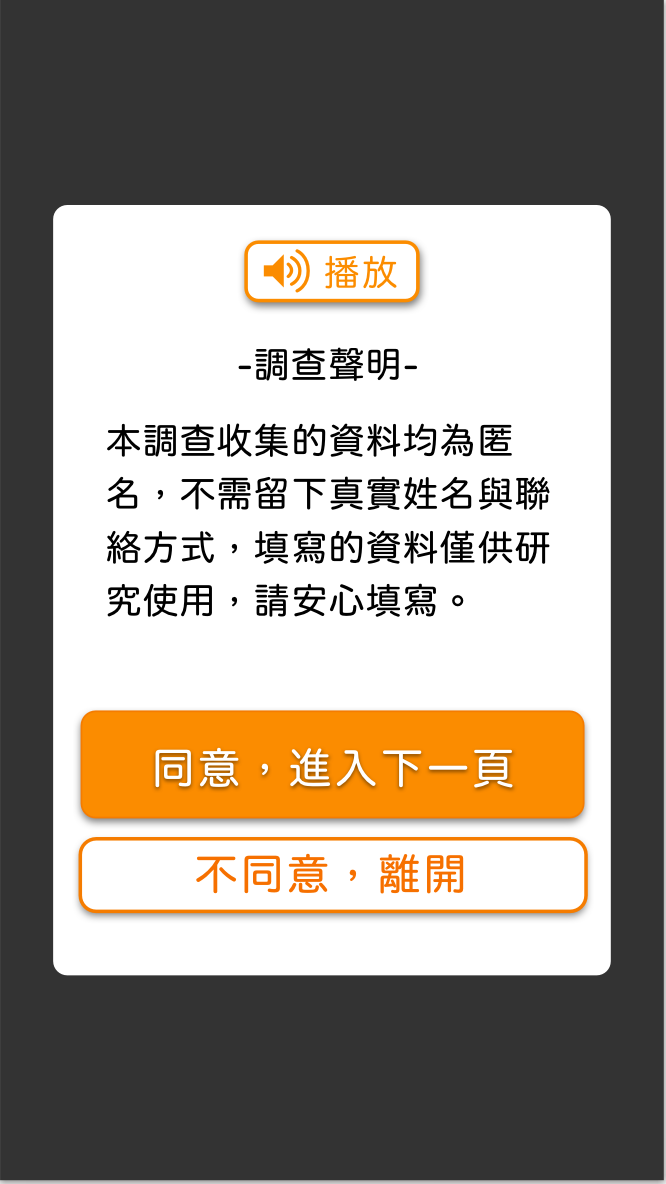 播放
-調查聲明-
本調查收集的資料均為匿
名，不需留下真實姓名與聯
絡方式，填寫的資料僅供研
究使用，請安心填寫。
同意，進入下一頁
不同意，離開